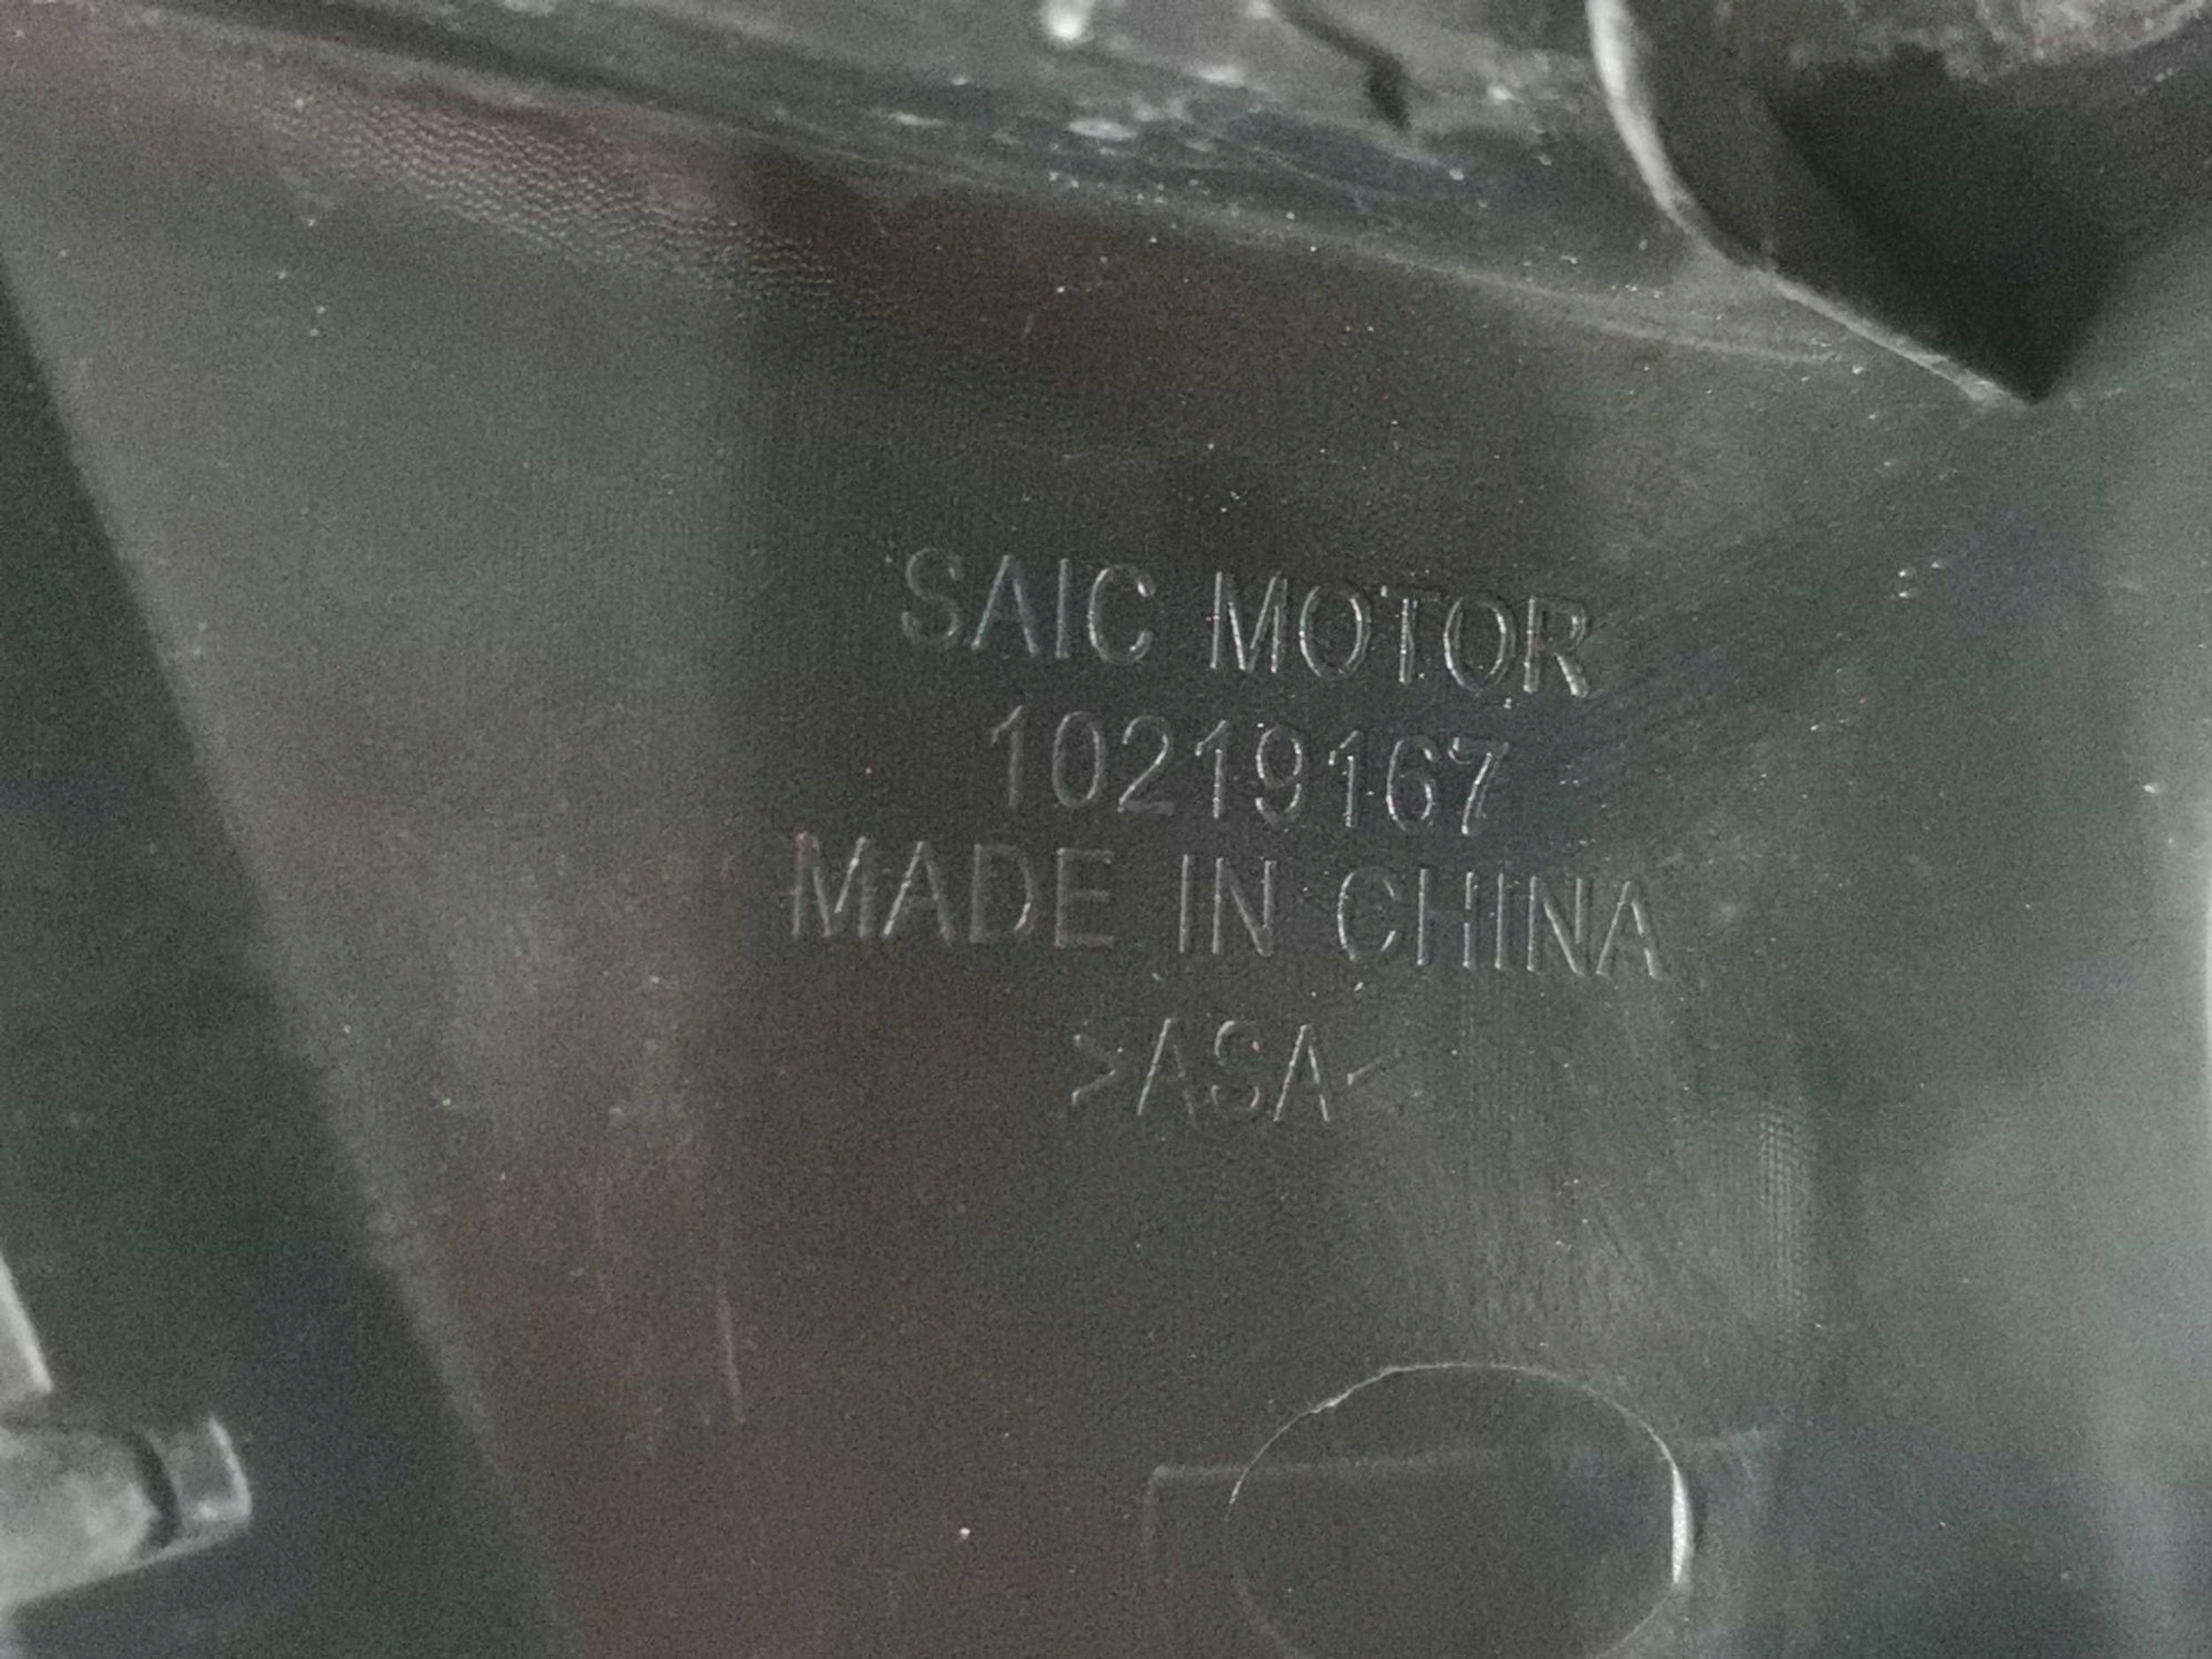 SAIC MOTOR
10219167
MADE IN CHINA
>ASA<